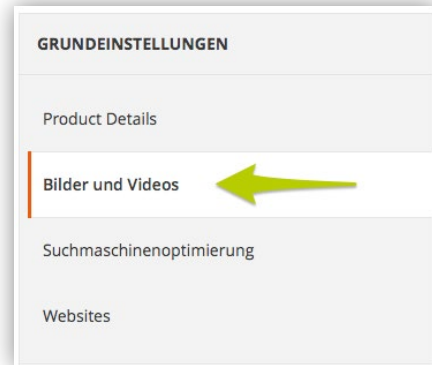 GRUNDEINSTELLUNGEN
Product Details
Bilder und Videos
Suchmaschinenoptimierung
Websites